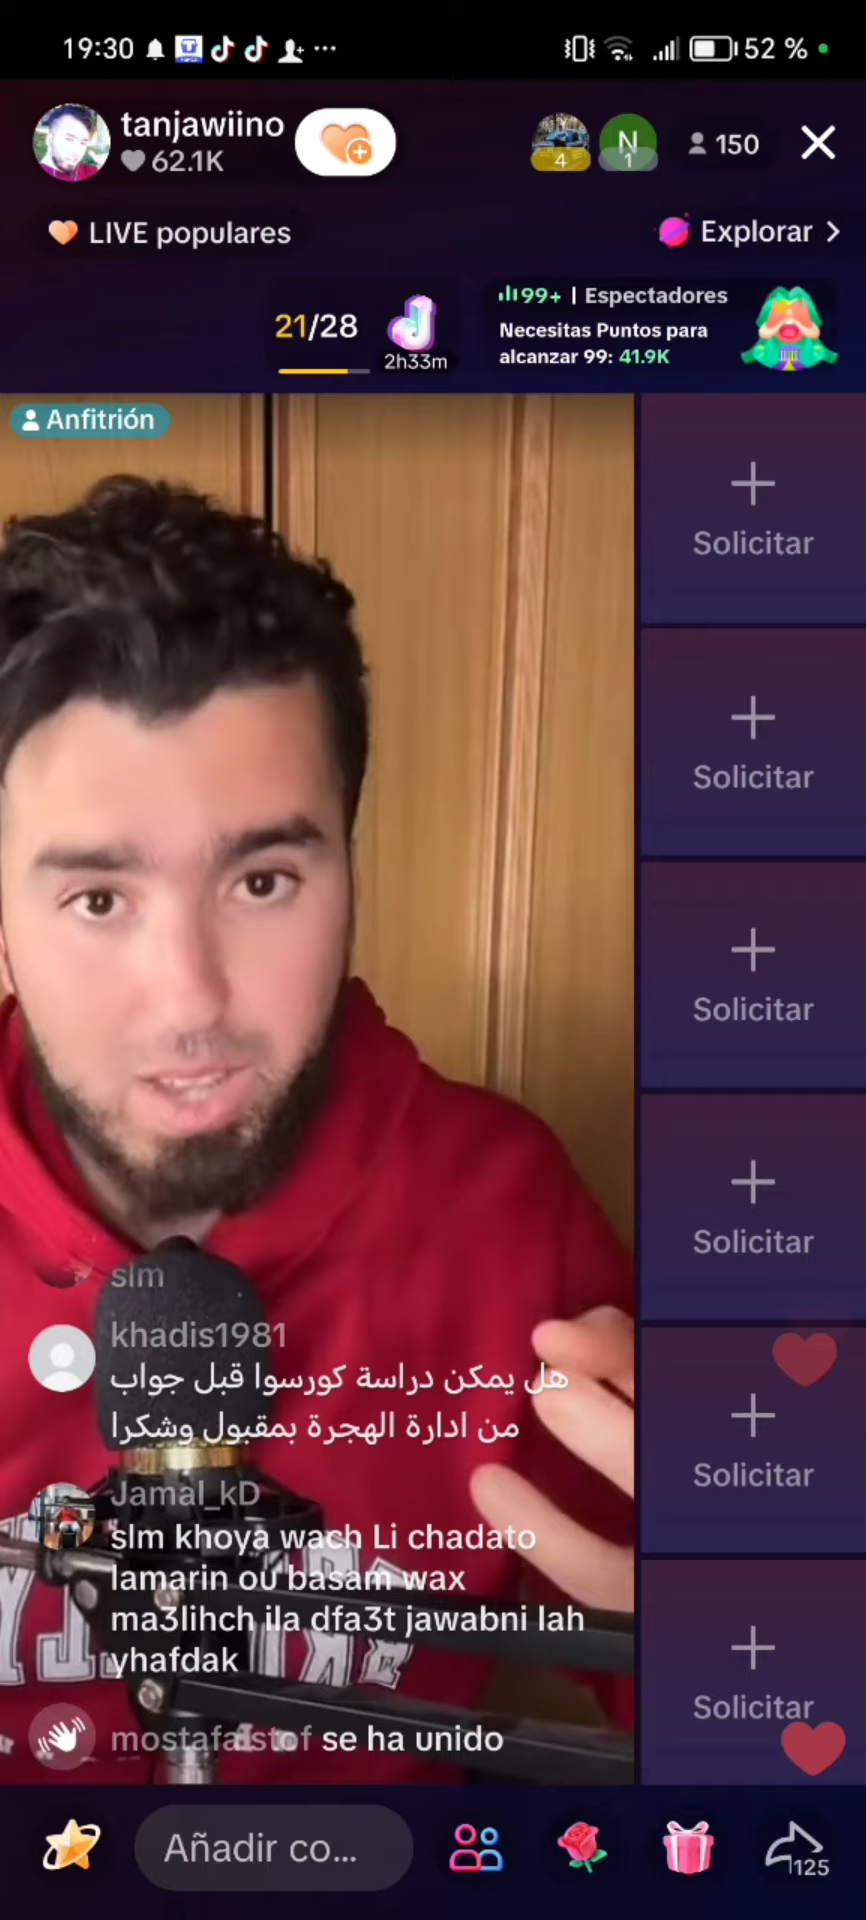 19:30
52 %
tanjawiino
62.1K
4
N
1
150
LIVE populares
Explorar
21/28
2h33m
99+ | Espectadores
Necesitas Puntos para
alcanzar 99: 41.9K
Anfitrión
Solicitar
Solicitar
Solicitar
Solicitar
Solicitar
Solicitar
slm
khadis1981
هل يمكن دراسة كورسوا قبل جواب
من ادارة الهجرة بمقبول وشكرا
Jamal_kD
slm khoya wach Li chadato
lamarin ou basam wax
ma3lihch ila dfa3t jawabni lah
yhafdak
se ha unido
Añadir co...
125